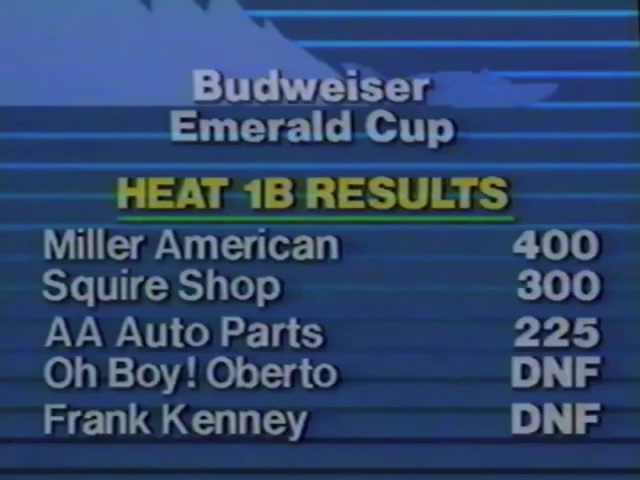 Budweiser
Emerald Cup
HEAT 1B RESULTS
Miller American 400
Squire Shop 300
AA Auto Parts 225
Oh Boy! Oberto DNF
Frank Kenney DNF